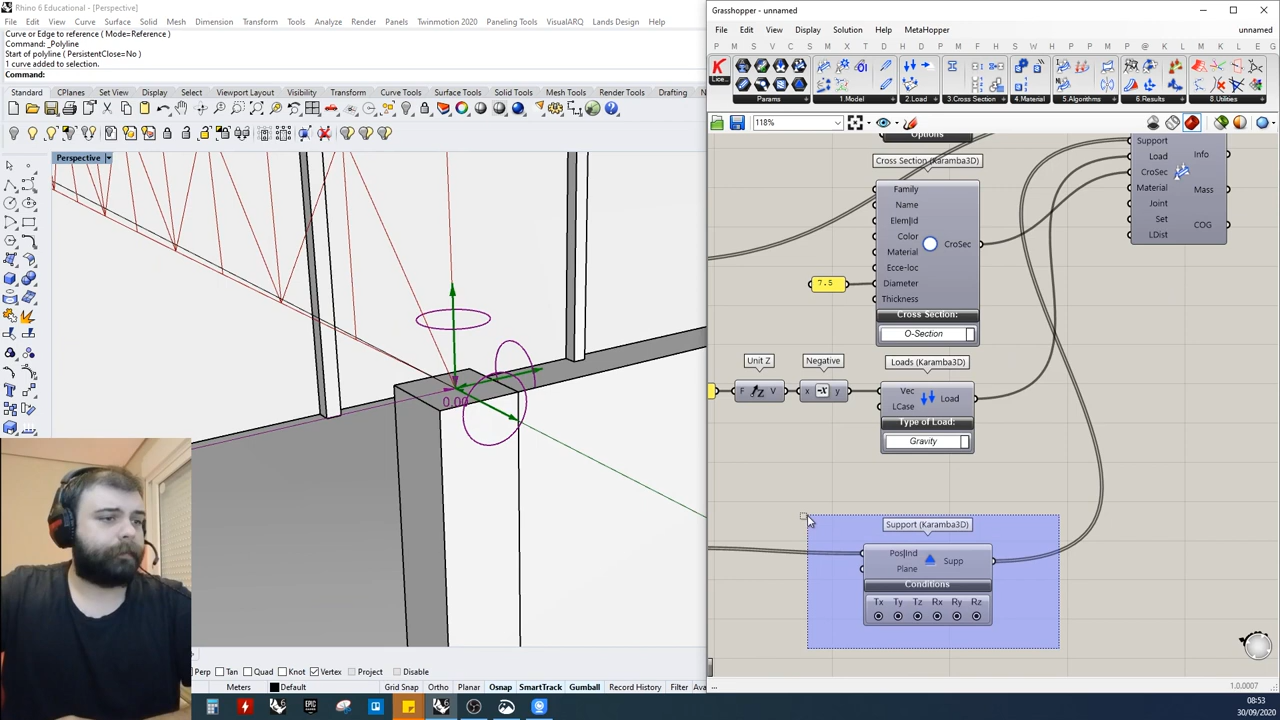 Rhino 6 Educational - [Perspective]
File Edit View Curve Surface Solid Mesh Dimension Transform Tools Analyze Render Panels Twinmotion 2020 Paneling Tools VisualARQ Lands Design Help
Curve or Edge to reference ( Mode=Reference )
Command: _Polyline
Start of polyline ( PersistentClose=No )
1 curve added to selection.
Command:
Standard CPlanes Set View Display Select Viewport Layout Visibility Transform Curve Tools Surface Tools Solid Tools Mesh Tools Render Tools Drafting
Perspective
0.00
Perp Tan Quad Knot Vertex Project Disable
Meters Default Grid Snap Ortho Planar Osnap SmartTrack Gumball Record History Filter
Grasshopper - unnamed
File Edit View Display Solution Help MetaHopper unnamed
P M S V C S M X T D D P M F S W P @ C L K L E G
Lice...
Params 1.Model 2.Load 3.Cross Section 4.Material 5.Algorithms 6.Results 8.Utilities
118%
Options
Cross Section (Karamba3D)
Family
Name
Elem|Id
Color
Material
Ecce-loc
Diameter
Thickness
CroSec
Cross Section:
O-Section
7.5
Support
Load
CroSec
Material
Joint
Set
LDist
Info
Mass
COG
Unit Z
F V
Negative
x y
Loads (Karamba3D)
Vec
LCase
Load
Type of Load:
Gravity
Support (Karamba3D)
Pos|Ind
Plane
Supp
Conditions
Tx Ty Tz Rx Ry Rz
...
1.0.0007
08:53
30/09/2020